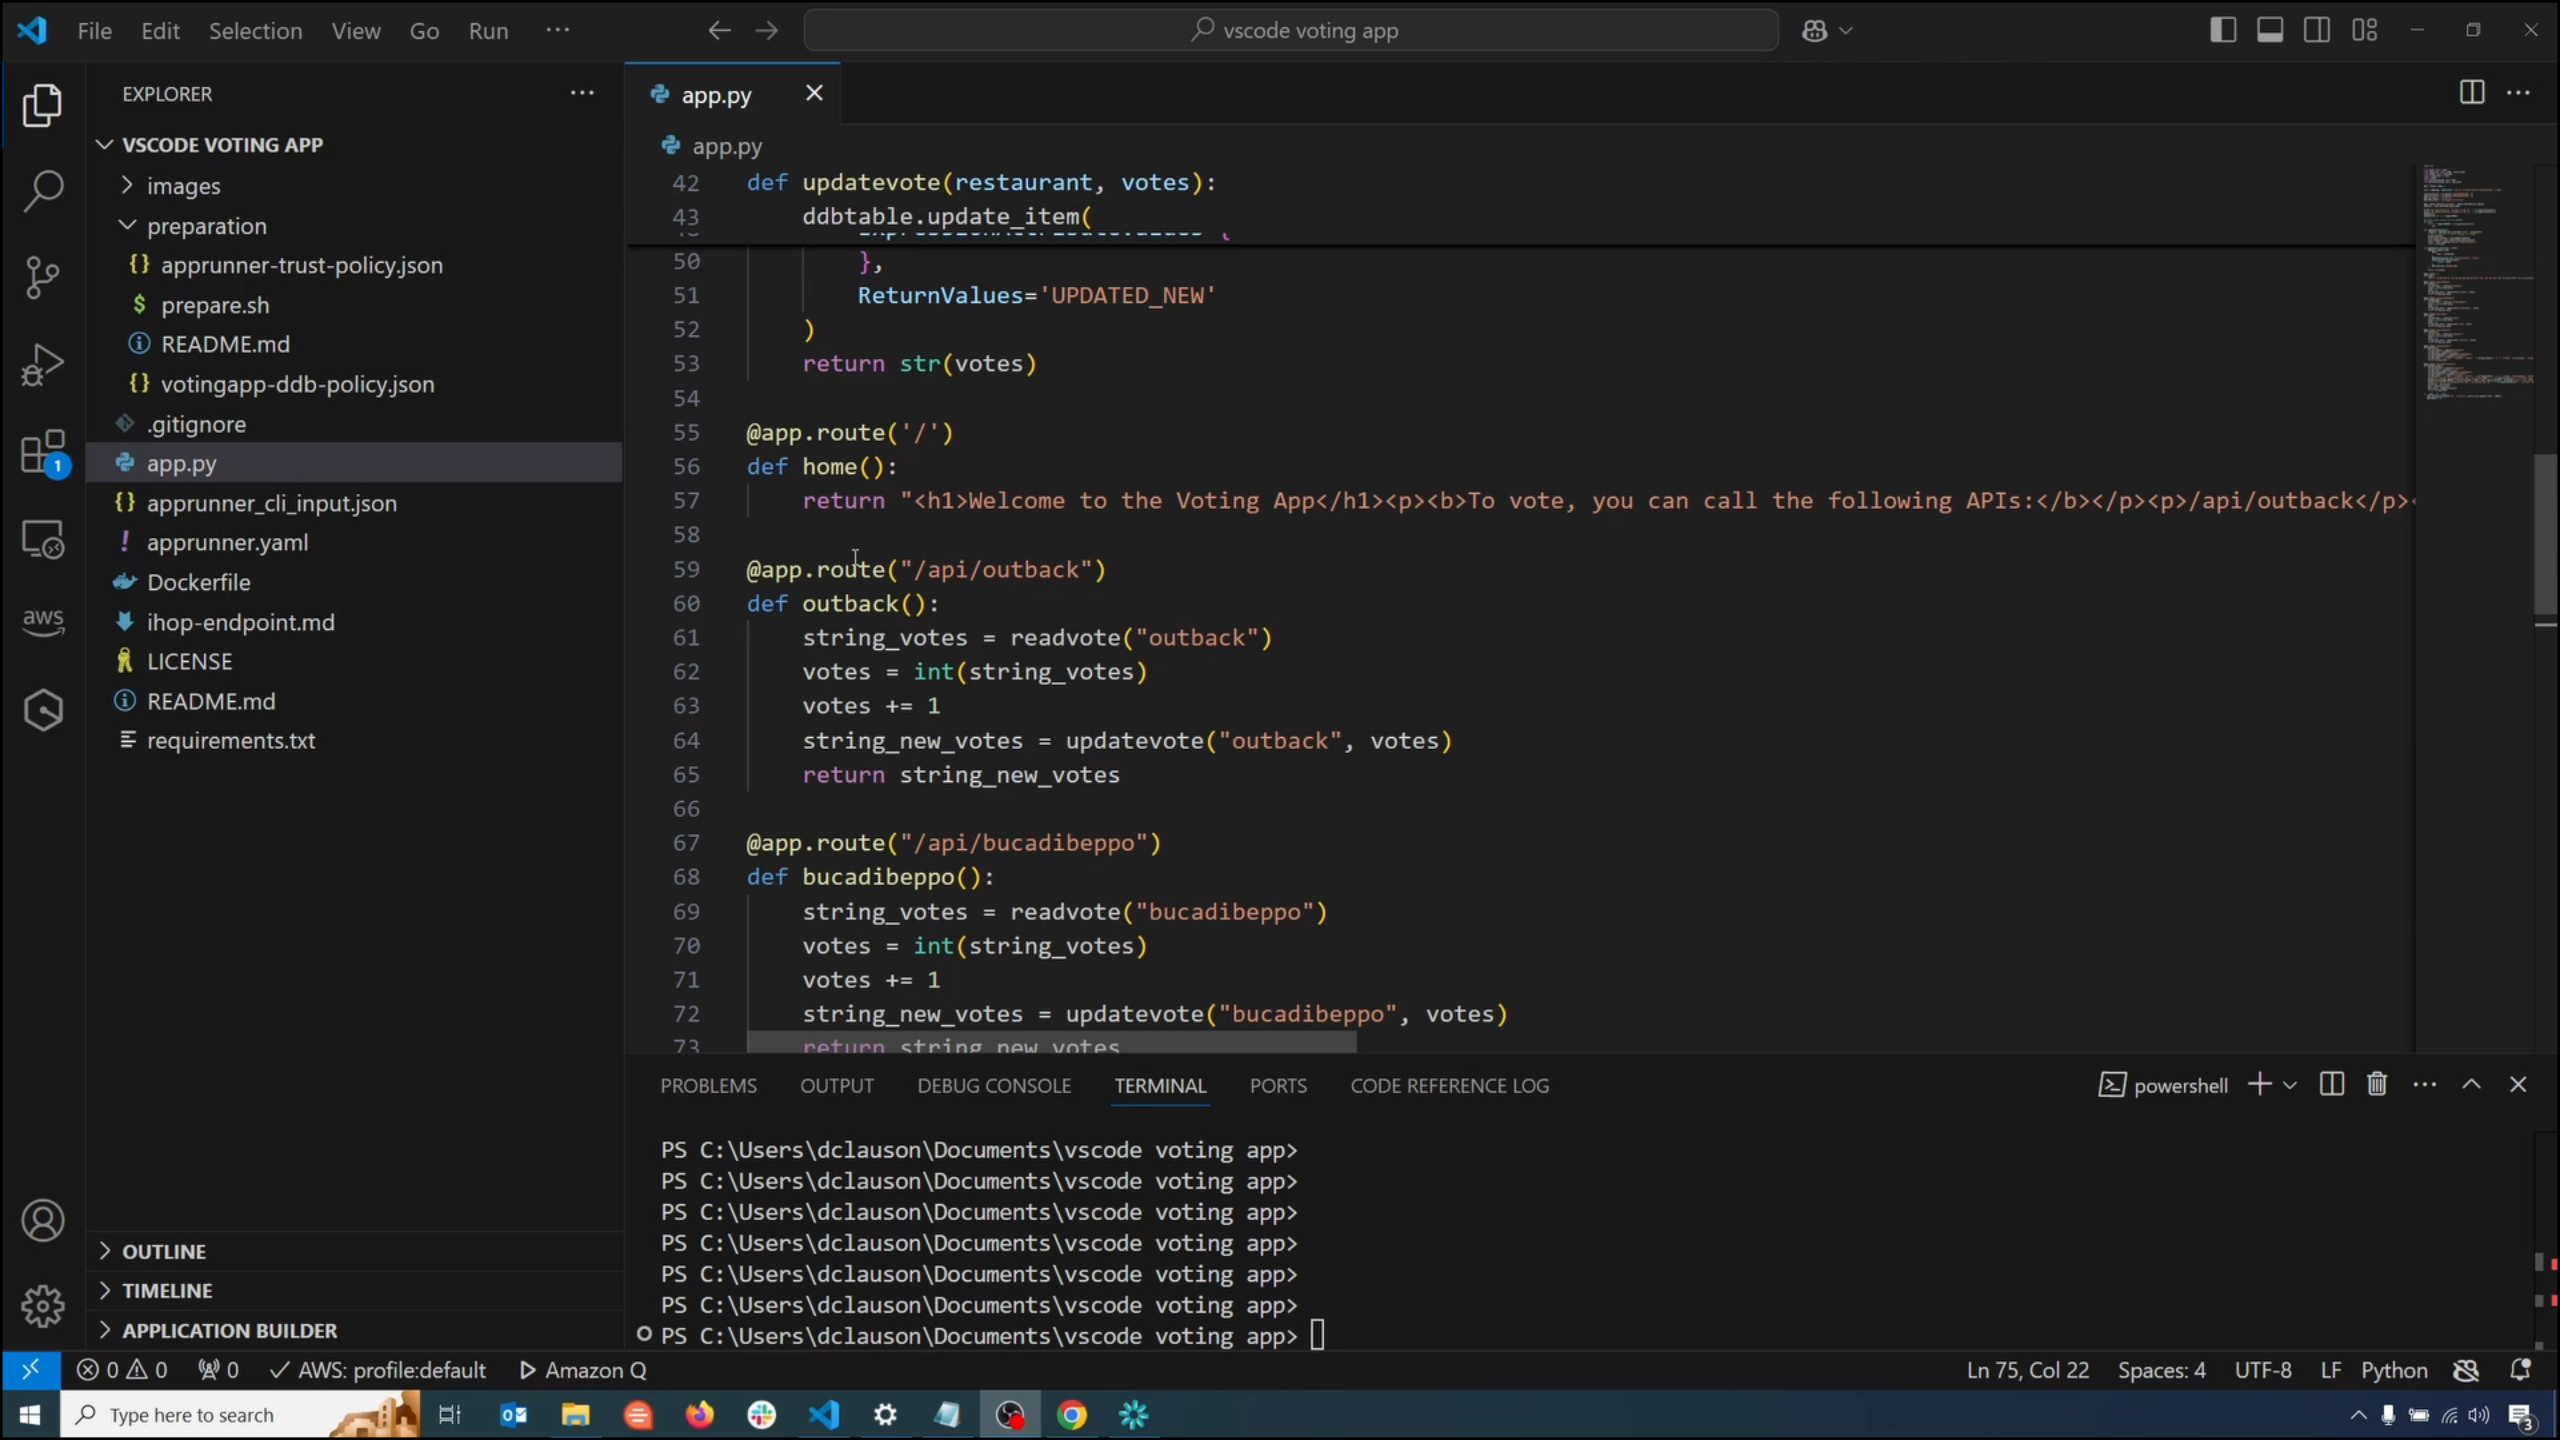 File Edit Selection View Go Run ···
vscode voting app
EXPLORER
VSCODE VOTING APP
images
preparation
{} apprunner-trust-policy.json
$ prepare.sh
README.md
{} votingapp-ddb-policy.json
.gitignore
app.py
{} apprunner_cli_input.json
! apprunner.yaml
Dockerfile
ihop-endpoint.md
LICENSE
README.md
requirements.txt
OUTLINE
TIMELINE
APPLICATION BUILDER
1
aws
app.py
app.py
42 def updatevote(restaurant, votes):
43 ddbtable.update_item(
50 },
51 ReturnValues='UPDATED_NEW'
52 )
53 return str(votes)
54
55 @app.route('/')
56 def home():
57 return "<h1>Welcome to the Voting App</h1><p><b>To vote, you can call the following APIs:</b></p><p>/api/outback</p><
58
59 @app.route("/api/outback")
60 def outback():
61 string_votes = readvote("outback")
62 votes = int(string_votes)
63 votes += 1
64 string_new_votes = updatevote("outback", votes)
65 return string_new_votes
66
67 @app.route("/api/bucadibeppo")
68 def bucadibeppo():
69 string_votes = readvote("bucadibeppo")
70 votes = int(string_votes)
71 votes += 1
72 string_new_votes = updatevote("bucadibeppo", votes)
73 return string_new_votes
PROBLEMS OUTPUT DEBUG CONSOLE TERMINAL PORTS CODE REFERENCE LOG
powershell
PS C:\Users\dclauson\Documents\vscode voting app>
PS C:\Users\dclauson\Documents\vscode voting app>
PS C:\Users\dclauson\Documents\vscode voting app>
PS C:\Users\dclauson\Documents\vscode voting app>
PS C:\Users\dclauson\Documents\vscode voting app>
PS C:\Users\dclauson\Documents\vscode voting app>
PS C:\Users\dclauson\Documents\vscode voting app>
0 0 0 AWS: profile:default Amazon Q
Ln 75, Col 22 Spaces: 4 UTF-8 LF Python
Type here to search
3